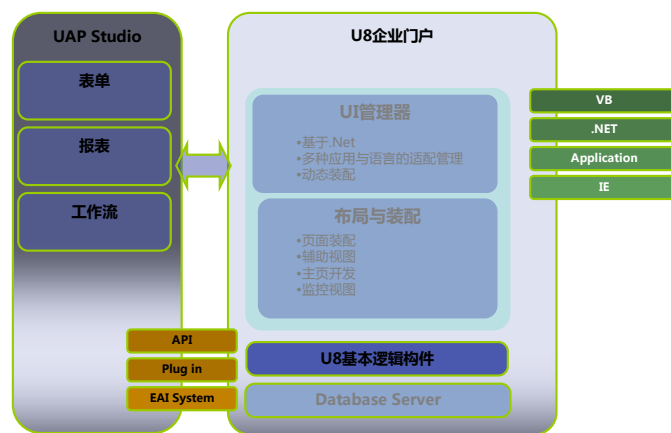 UAP Studio
表单
报表
工作流
U8企业门户
UI管理器
•基于.Net
•多种应用与语言的适配管理
•动态装配
布局与装配
•页面装配
•辅助视图
•主页开发
•监控视图
VB
.NET
Application
IE
API
Plug in
EAI System
U8基本逻辑构件
Database Server